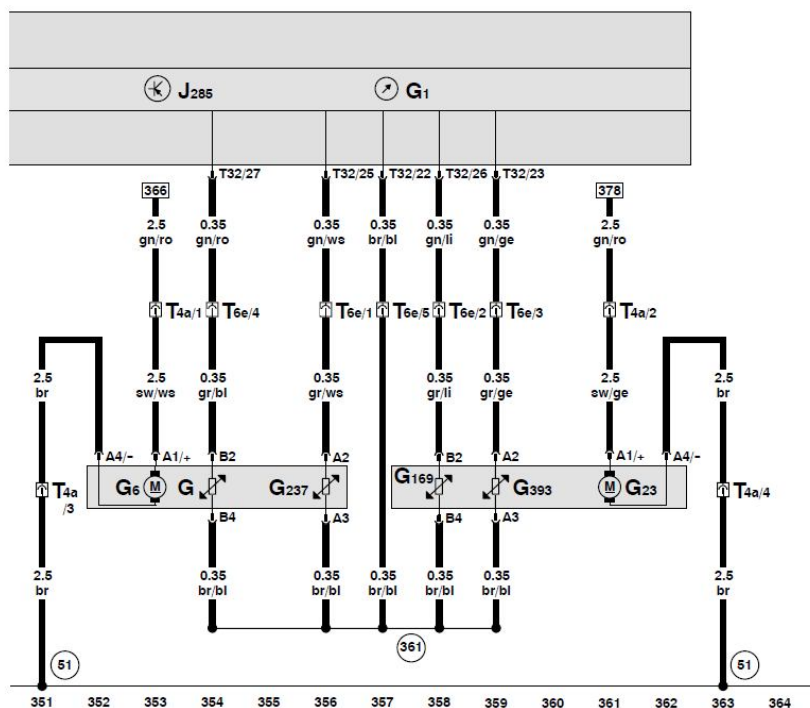 J285 G1
T32/27 T32/25 T32/22 T32/26 T32/23
366 378
2.5 0.35 0.35 0.35 0.35 0.35 2.5
gn/ro gn/ro gn/ws br/bl gn/li gn/ge gn/ro
T4a/1 T6e/4 T6e/1 T6e/5 T6e/2 T6e/3 T4a/2
2.5 2.5 0.35 0.35 0.35 0.35 2.5 2.5
br sw/ws gr/bl gr/ws gr/li gr/ge sw/ge br
A4/- A1/+ B2 A2 B2 A2 A1/+ A4/-
T4a G6 M G G237 G169 G393 M G23 T4a/4
/3
B4 A3 B4 A3
2.5 0.35 0.35 0.35 0.35 0.35 2.5
br br/bl br/bl br/bl br/bl br/bl br
361
51 51
351 352 353 354 355 356 357 358 359 360 361 362 363 364